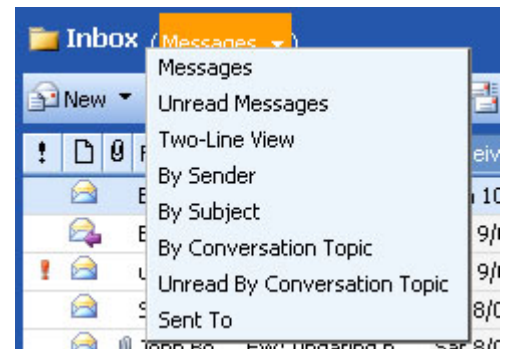 Inbox (Messages)
Messages
New
Unread Messages
Two-Line View
By Sender
By Subject
By Conversation Topic
Unread By Conversation Topic
Sent To